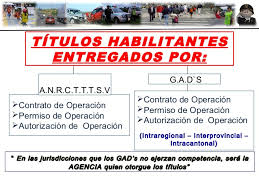 TÍTULOS HABILITANTES
ENTREGADOS POR:
A.N.R.C.T.T.T.S.V
Contrato de Operación
Permiso de Operación
Autorización de Operación
G.A.D´S
Contrato de Operación
Permiso de Operación
Autorización de Operación
(Intraregional – Interprovincial –
Intracantonal)
* En las jurisdicciones que los GAD's no ejerzan competencia, será la
AGENCIA quien otorgue los títulos"